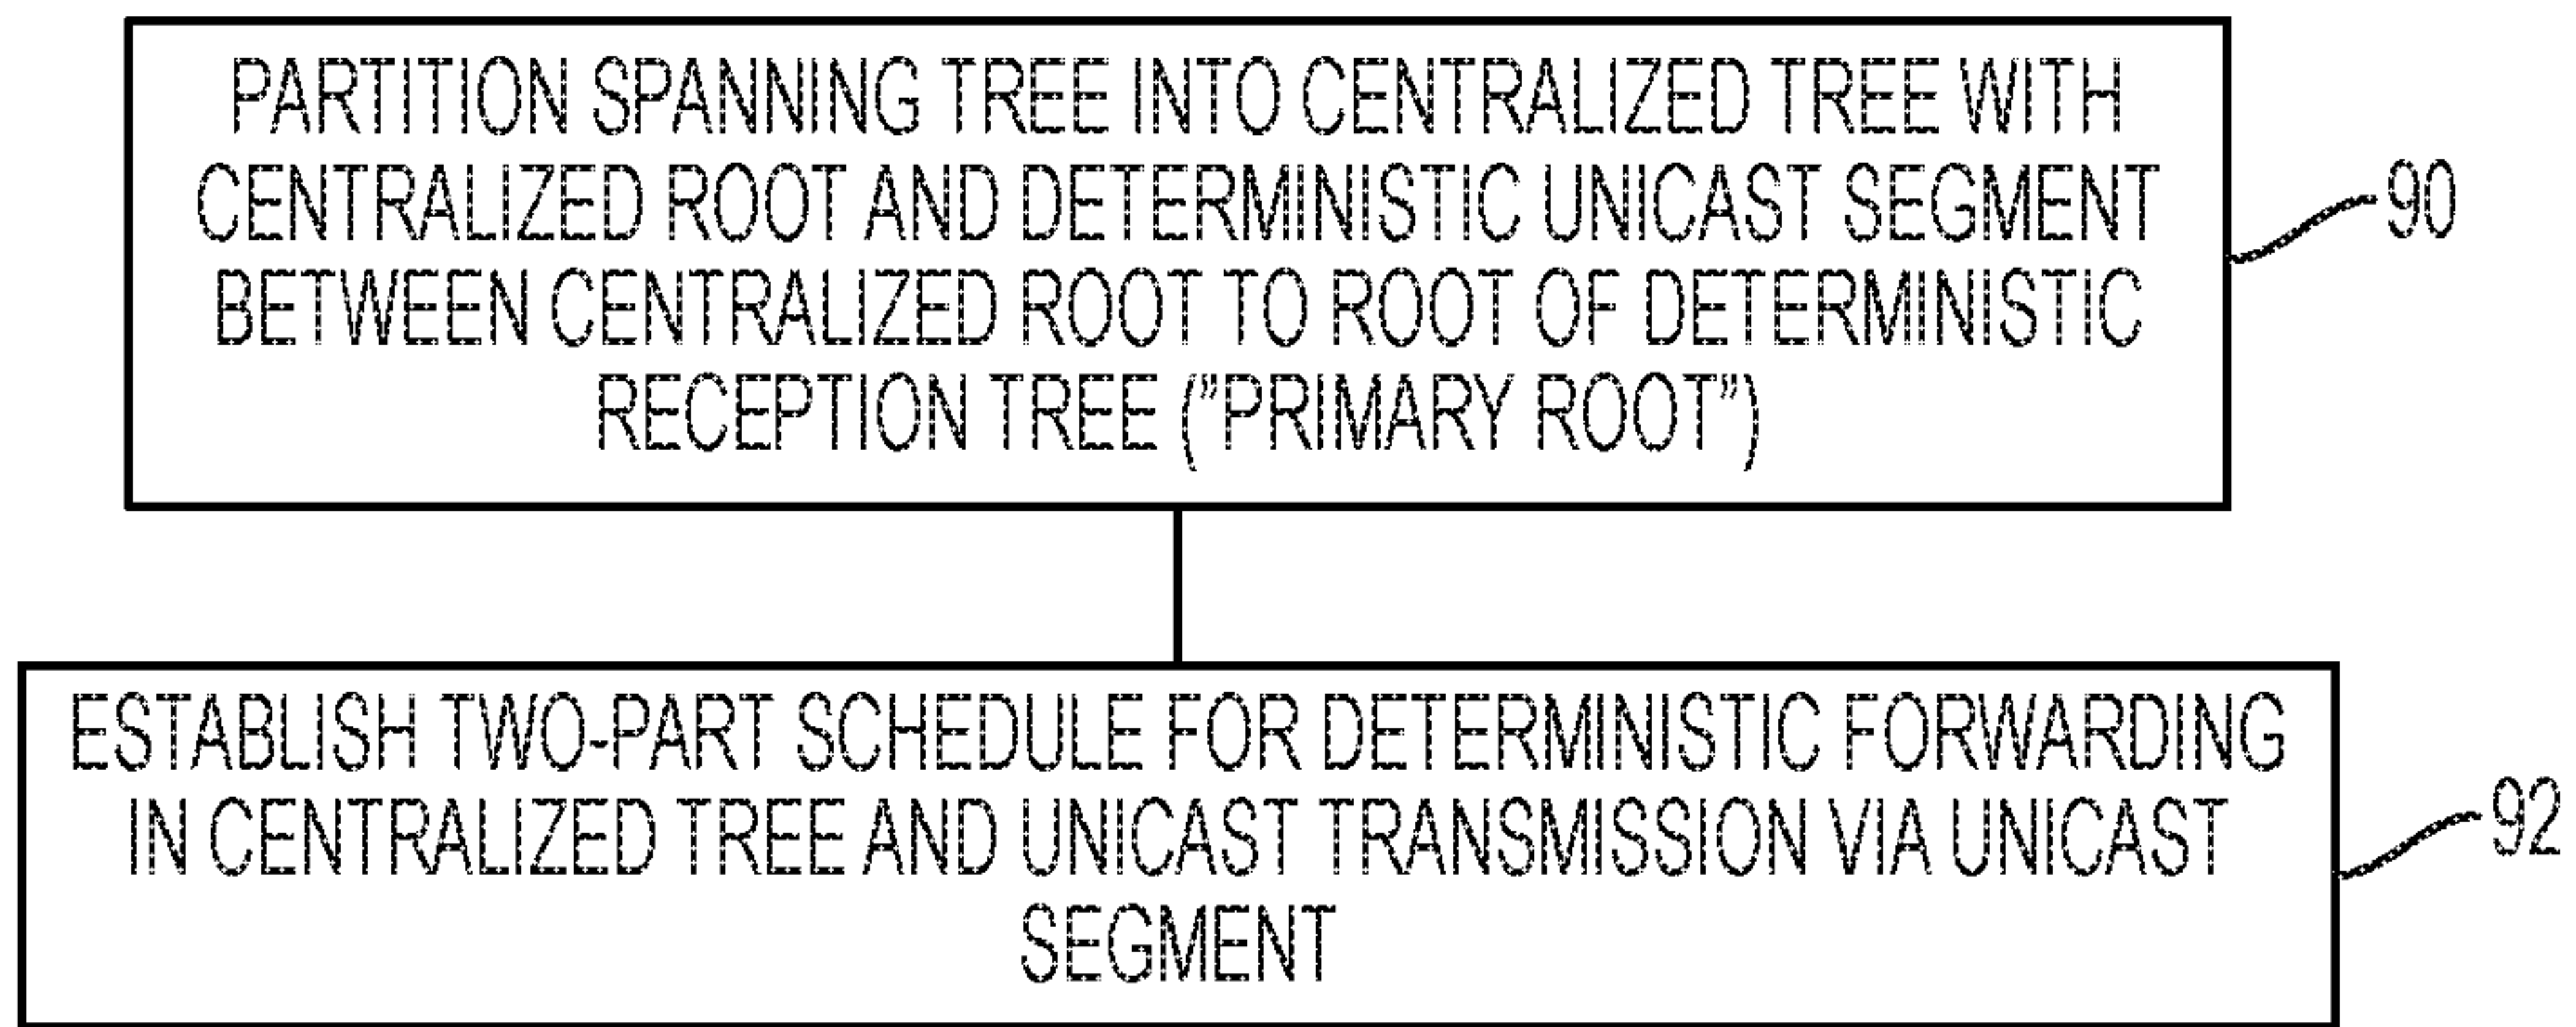 PARTITION SPANNING TREE INTO CENTRALIZED TREE WITH
CENTRALIZED ROOT AND DETERMINISTIC UNICAST SEGMENT
BETWEEN CENTRALIZED ROOT TO ROOT OF DETERMINISTIC
RECEPTION TREE ("PRIMARY ROOT")
90
ESTABLISH TWO-PART SCHEDULE FOR DETERMINISTIC FORWARDING
IN CENTRALIZED TREE AND UNICAST TRANSMISSION VIA UNICAST
SEGMENT
92